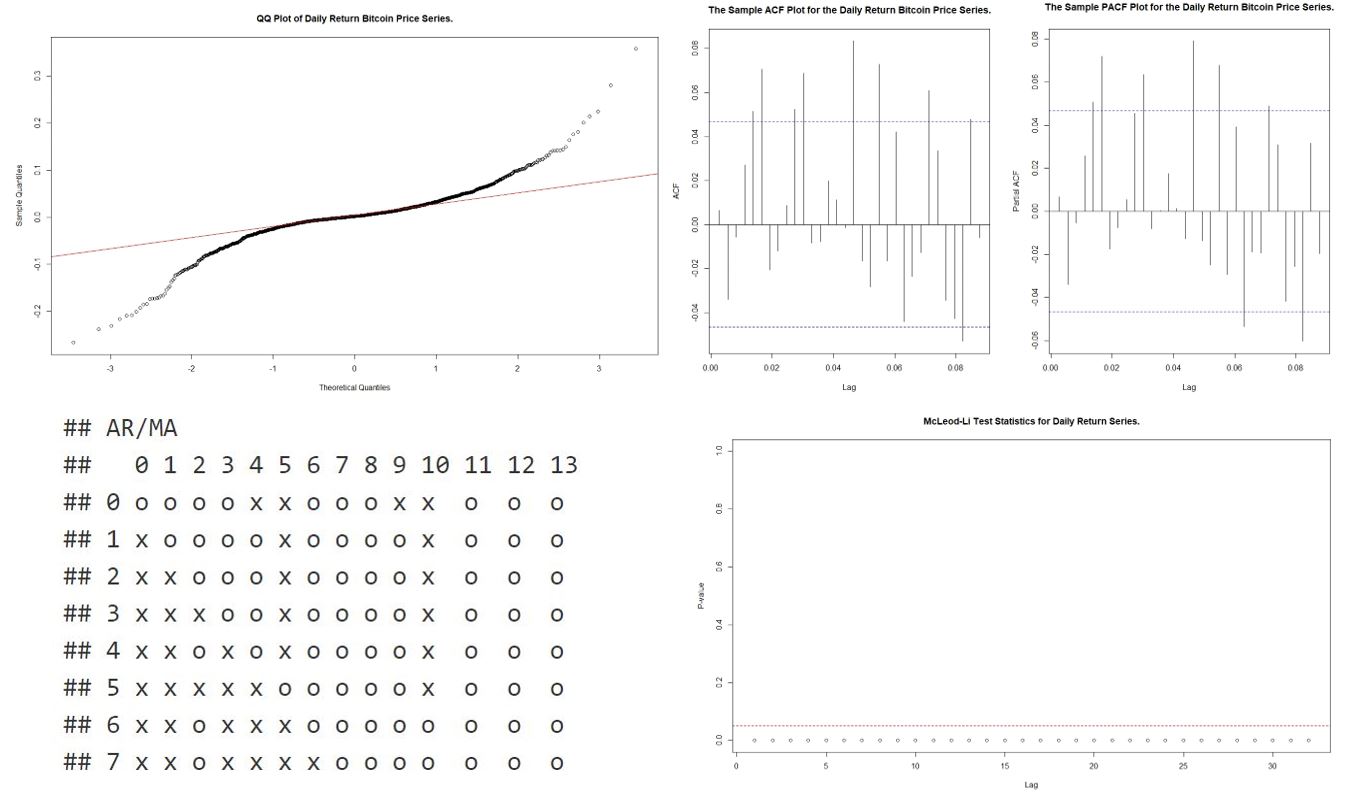 QQ Plot of Daily Return Bitcoin Price Series.
Sample Quantiles
0.3
0.2
0.1
0.0
-0.1
-0.2
-3 -2 -1 0 1 2 3
Theoretical Quantiles
The Sample ACF Plot for the Daily Return Bitcoin Price Series.
ACF
0.08
0.06
0.04
0.02
0.00
-0.02
-0.04
0.00 0.02 0.04 0.06 0.08
Lag
The Sample PACF Plot for the Daily Return Bitcoin Price Series.
Partial ACF
0.08
0.06
0.04
0.02
0.00
-0.02
-0.04
-0.06
0.00 0.02 0.04 0.06 0.08
Lag
## AR/MA
## 0 1 2 3 4 5 6 7 8 9 10 11 12 13
## 0 o o o o x x o o o x x o o o
## 1 x o o o o x o o o o x o o o
## 2 x x o o o x o o o o x o o o
## 3 x x x o o x o o o o x o o o
## 4 x x o x o x o o o o x o o o
## 5 x x x x x o o o o o x o o o
## 6 x x o x x x o o o o o o o o
## 7 x x o x x x x o o o o o o o
McLeod-Li Test Statistics for Daily Return Series.
P-value
1.0
0.8
0.6
0.4
0.2
0.0
0 5 10 15 20 25 30
Lag